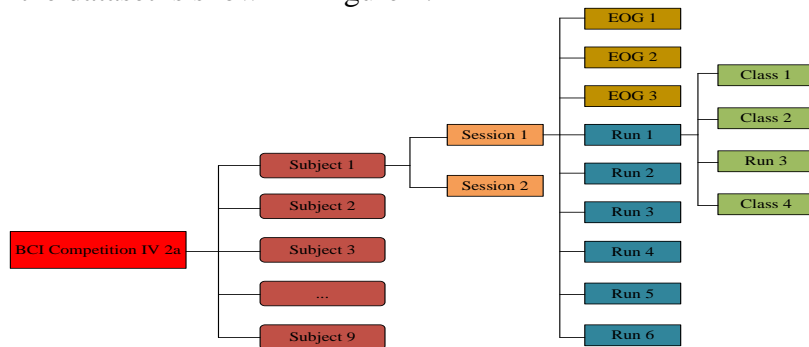 BCI Competition IV 2a
Subject 1
Subject 2
Subject 3
...
Subject 9
Session 1
Session 2
EOG 1
EOG 2
EOG 3
Run 1
Run 2
Run 3
Run 4
Run 5
Run 6
Class 1
Class 2
Run 3
Class 4